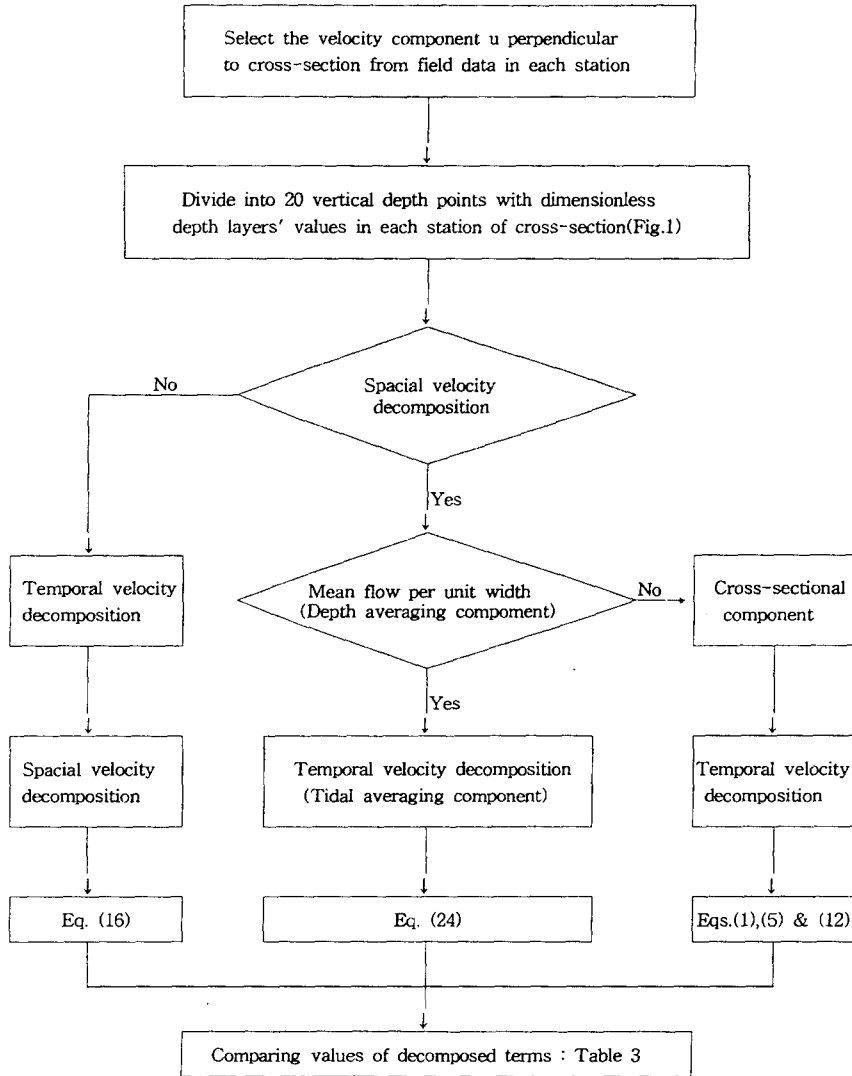 Select the velocity component u perpendicular
to cross-section from field data in each station
Divide into 20 vertical depth points with dimensionless
depth layers' values in each station of cross-section(Fig.1)
No
Spacial velocity
decomposition
Yes
Temporal velocity
decomposition
Mean flow per unit width
(Depth averaging compoment)
No
Cross-sectional
component
Yes
Spacial velocity
decomposition
Temporal velocity decomposition
(Tidal averaging component)
Temporal velocity
decomposition
Eq. (16)
Eq. (24)
Eqs.(1),(5) & (12)
Comparing values of decomposed terms : Table 3